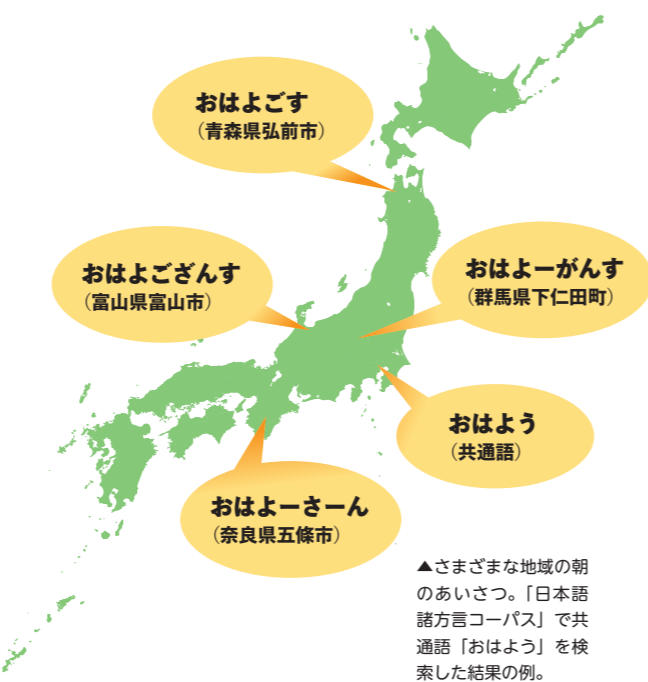 おはよごす
（青森県弘前市）
おはよござんす
（富山県富山市）
おはよーがんす
（群馬県下仁田町）
おはよう
（共通語）
おはよーさーん
（奈良県五條市）
▲さまざまな地域の朝
のあいさつ。「日本語
諸方言コーパス」で共
通語「おはよう」を検
索した結果の例。